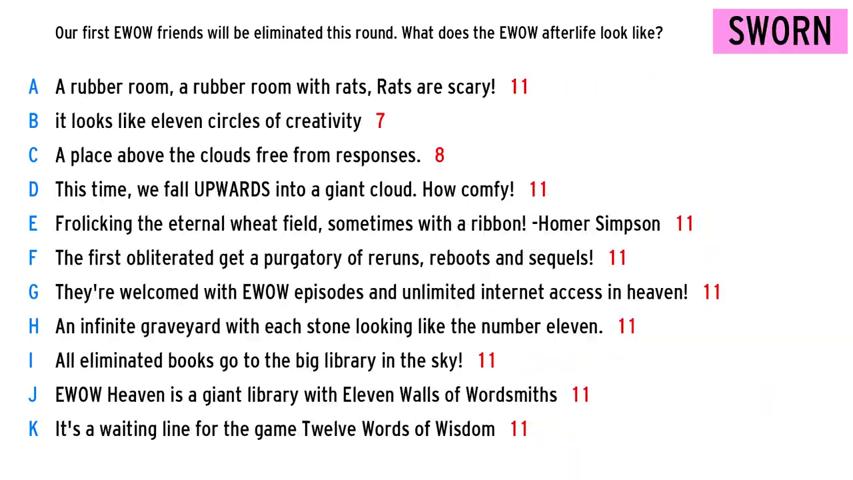 Our first EWOW friends will be eliminated this round. What does the EWOW afterlife look like?
SWORN
A A rubber room, a rubber room with rats, Rats are scary! 11
B it looks like eleven circles of creativity 7
C A place above the clouds free from responses. 8
D This time, we fall UPWARDS into a giant cloud. How comfy! 11
E Frolicking the eternal wheat field, sometimes with a ribbon! -Homer Simpson 11
F The first obliterated get a purgatory of reruns, reboots and sequels! 11
G They're welcomed with EWOW episodes and unlimited internet access in heaven! 11
H An infinite graveyard with each stone looking like the number eleven. 11
I All eliminated books go to the big library in the sky! 11
J EWOW Heaven is a giant library with Eleven Walls of Wordsmiths 11
K It's a waiting line for the game Twelve Words of Wisdom 11